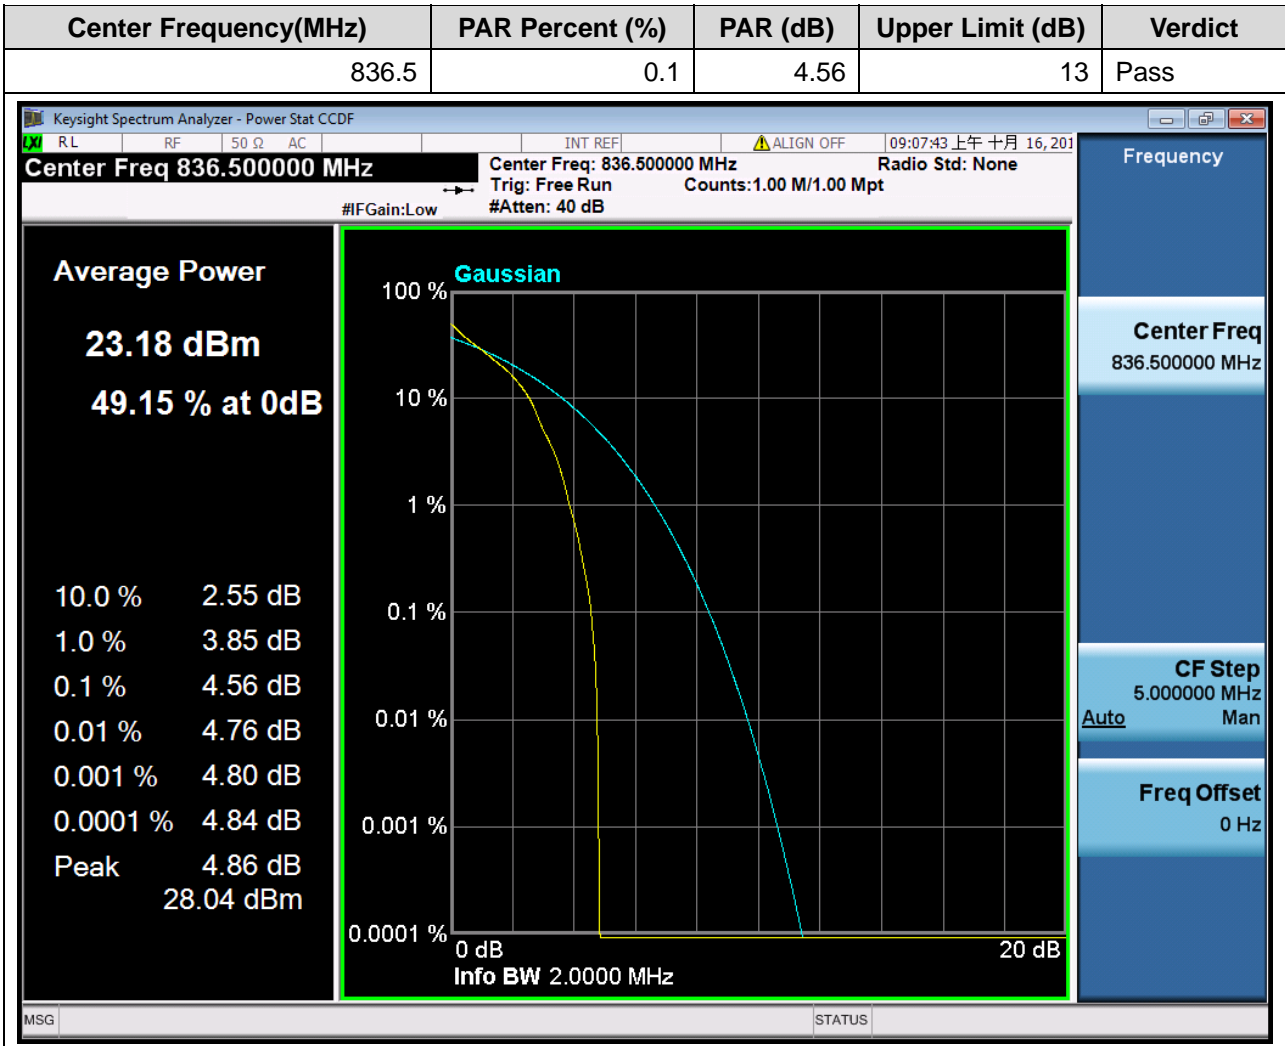 Center Frequency(MHz) PAR Percent (%) PAR (dB) Upper Limit (dB) Verdict
836.5 0.1 4.56 13 Pass
Keysight Spectrum Analyzer - Power Stat CCDF
LXI RL RF 50 Ω AC INT REF ALIGN OFF 09:07:43 上午 十月 16, 201
Center Freq 836.500000 MHz
Center Freq: 836.500000 MHz Radio Std: None
Trig: Free Run Counts:1.00 M/1.00 Mpt
#IFGain:Low #Atten: 40 dB
Average Power
23.18 dBm
49.15 % at 0dB
10.0 % 2.55 dB
1.0 % 3.85 dB
0.1 % 4.56 dB
0.01 % 4.76 dB
0.001 % 4.80 dB
0.0001 % 4.84 dB
Peak 4.86 dB
28.04 dBm
Gaussian
100 %
10 %
1 %
0.1 %
0.01 %
0.001 %
0.0001 %
0 dB 20 dB
Info BW 2.0000 MHz
Frequency
Center Freq
836.500000 MHz
CF Step
5.000000 MHz
Auto Man
Freq Offset
0 Hz
MSG STATUS